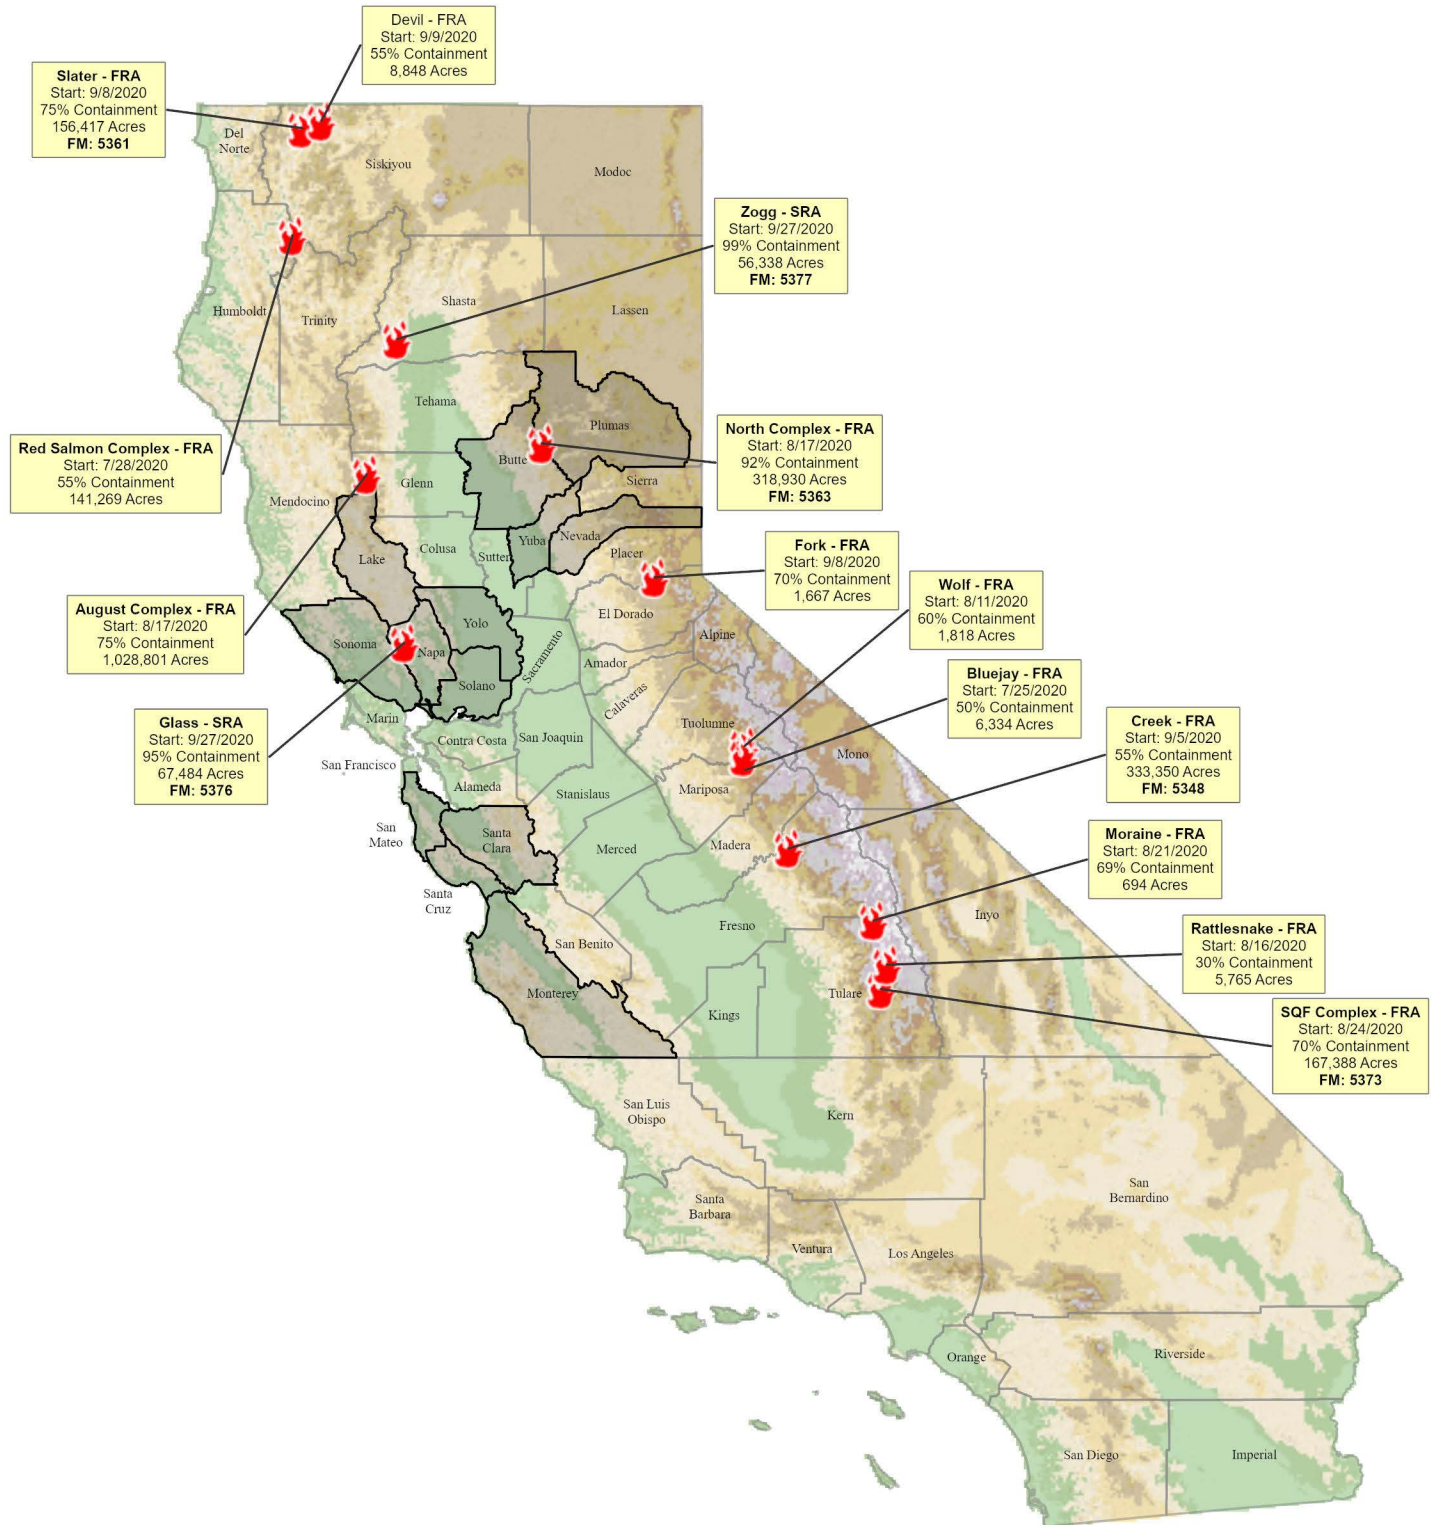 Devil - FRA
Start: 9/9/2020
55% Containment
8,848 Acres
Slater - FRA
Start: 9/8/2020
75% Containment
156,417 Acres
FM: 5361
Zogg - SRA
Start: 9/27/2020
99% Containment
56,338 Acres
FM: 5377
Red Salmon Complex - FRA
Start: 7/28/2020
55% Containment
141,269 Acres
North Complex - FRA
Start: 8/17/2020
92% Containment
318,930 Acres
FM: 5363
Fork - FRA
Start: 9/8/2020
70% Containment
1,667 Acres
Wolf - FRA
Start: 8/11/2020
60% Containment
1,818 Acres
August Complex - FRA
Start: 8/17/2020
75% Containment
1,028,801 Acres
Bluejay - FRA
Start: 7/25/2020
50% Containment
6,334 Acres
Glass - SRA
Start: 9/27/2020
95% Containment
67,484 Acres
FM: 5376
Creek - FRA
Start: 9/5/2020
55% Containment
333,350 Acres
FM: 5348
Moraine - FRA
Start: 8/21/2020
69% Containment
694 Acres
Rattlesnake - FRA
Start: 8/16/2020
30% Containment
5,765 Acres
SQF Complex - FRA
Start: 8/24/2020
70% Containment
167,388 Acres
FM: 5373
Del
Norte
Siskiyou
Modoc
Humboldt
Trinity
Shasta
Lassen
Tehama
Plumas
Butte
Glenn
Sierra
Mendocino
Colusa
Sutter
Yuba
Nevada
Placer
Lake
El Dorado
Yolo
Sonoma
Napa
Sacramento
Alpine
Amador
Solano
Calaveras
Marin
Contra Costa
San Joaquin
Tuolumne
Mono
San Francisco
Alameda
Stanislaus
Mariposa
San
Mateo
Santa
Clara
Merced
Madera
Santa
Cruz
Fresno
Inyo
San Benito
Monterey
Kings
Tulare
San Luis
Obispo
Kern
San
Bernardino
Santa
Barbara
Ventura
Los Angeles
Orange
Riverside
San Diego
Imperial